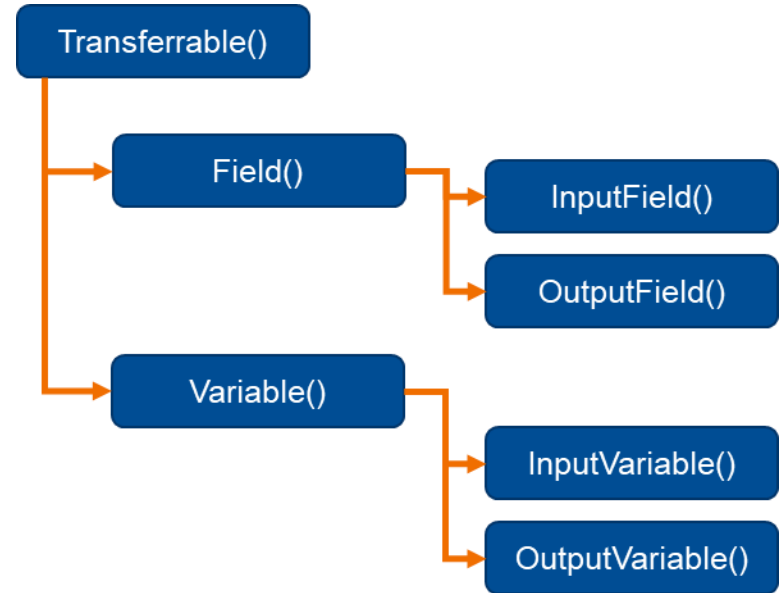 Transferrable()
Field()
InputField()
OutputField()
Variable()
InputVariable()
OutputVariable()